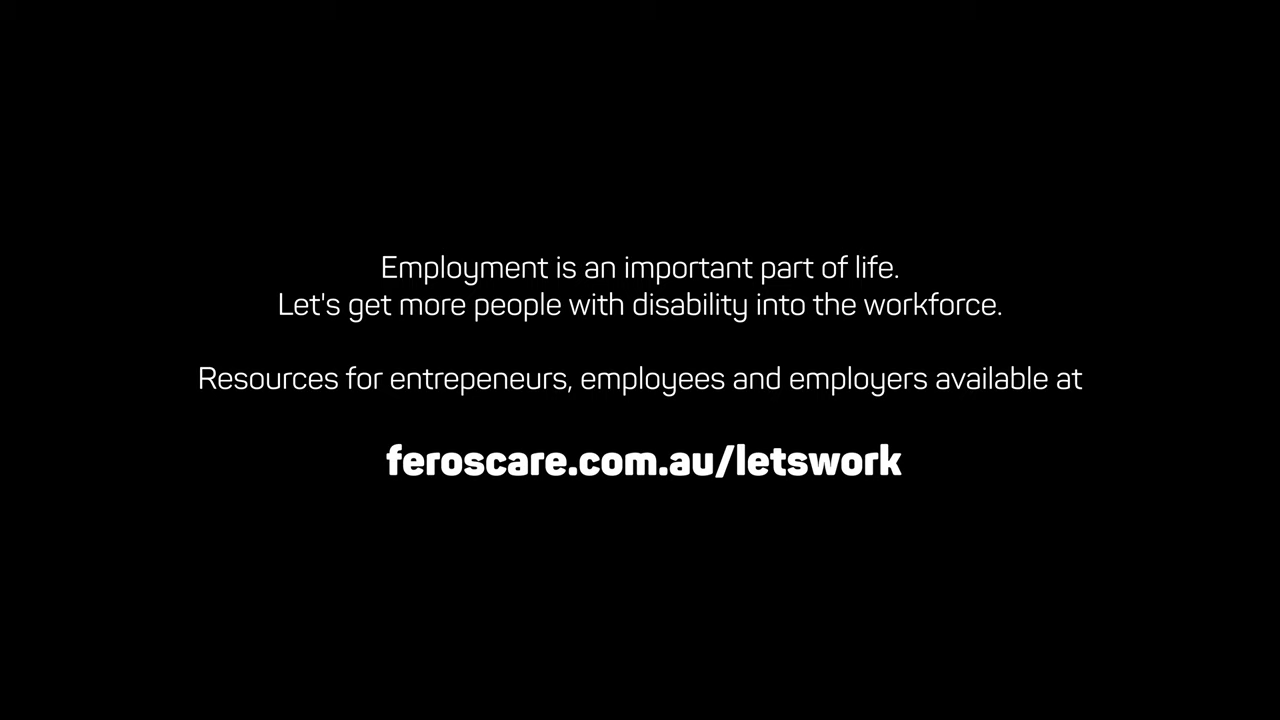 Employment is an important part of life.
Let's get more people with disability into the workforce.
Resources for entrepeneurs, employees and employers available at
feroscare.com.au/letswork